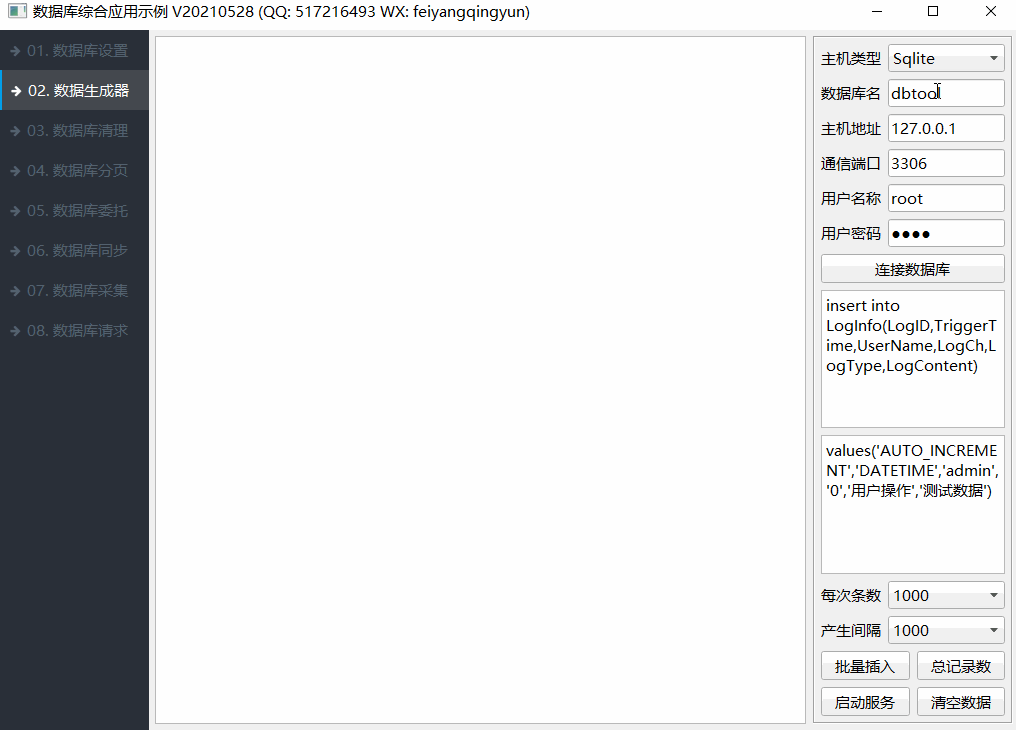 数据库综合应用示例 V20210528 (QQ: 517216493 WX: feiyangqingyun)
01. 数据库设置
02. 数据生成器
03. 数据库清理
04. 数据库分页
05. 数据库委托
06. 数据库同步
07. 数据库采集
08. 数据库请求
主机类型 Sqlite
数据库名 dbtool
主机地址 127.0.0.1
通信端口 3306
用户名称 root
用户密码 ●●●●
连接数据库
insert into
LogInfo(LogID,TriggerT
ime,UserName,LogCh,L
ogType,LogContent)
values('AUTO_INCREME
NT','DATETIME','admin',
'0','用户操作','测试数据')
每次条数 1000
产生间隔 1000
批量插入 总记录数
启动服务 清空数据